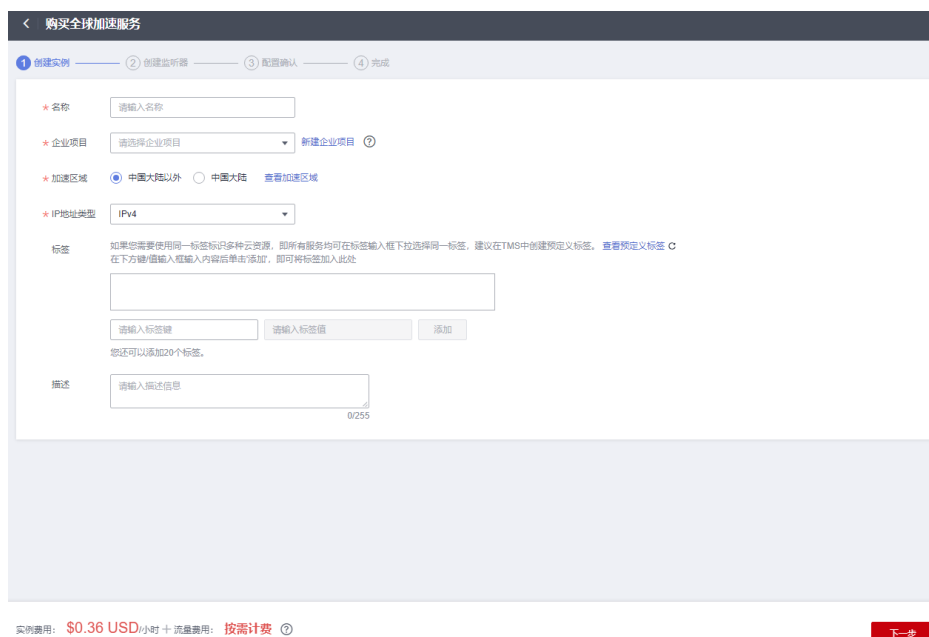 购买全球加速服务
1 创建实例 2 创建监听器 3 配置确认 4 完成
* 名称 请输入名称
* 企业项目 请选择企业项目 新建企业项目 ?
* 加速区域 中国大陆以外 中国大陆 查看加速区域
* IP地址类型 IPv4
标签 如果您需要使用同一标签标识多种云资源，即所有服务均可在标签输入框下拉选择同一标签，建议在TMS中创建预定义标签。 查看预定义标签
在下方键/值输入框输入内容后单击'添加'，即可将标签加入此处
请输入标签键 请输入标签值 添加
您还可以添加20个标签。
描述 请输入描述信息
0/255
实例费用： $0.36 USD/小时 + 流量费用： 按需计费 ?
下一步